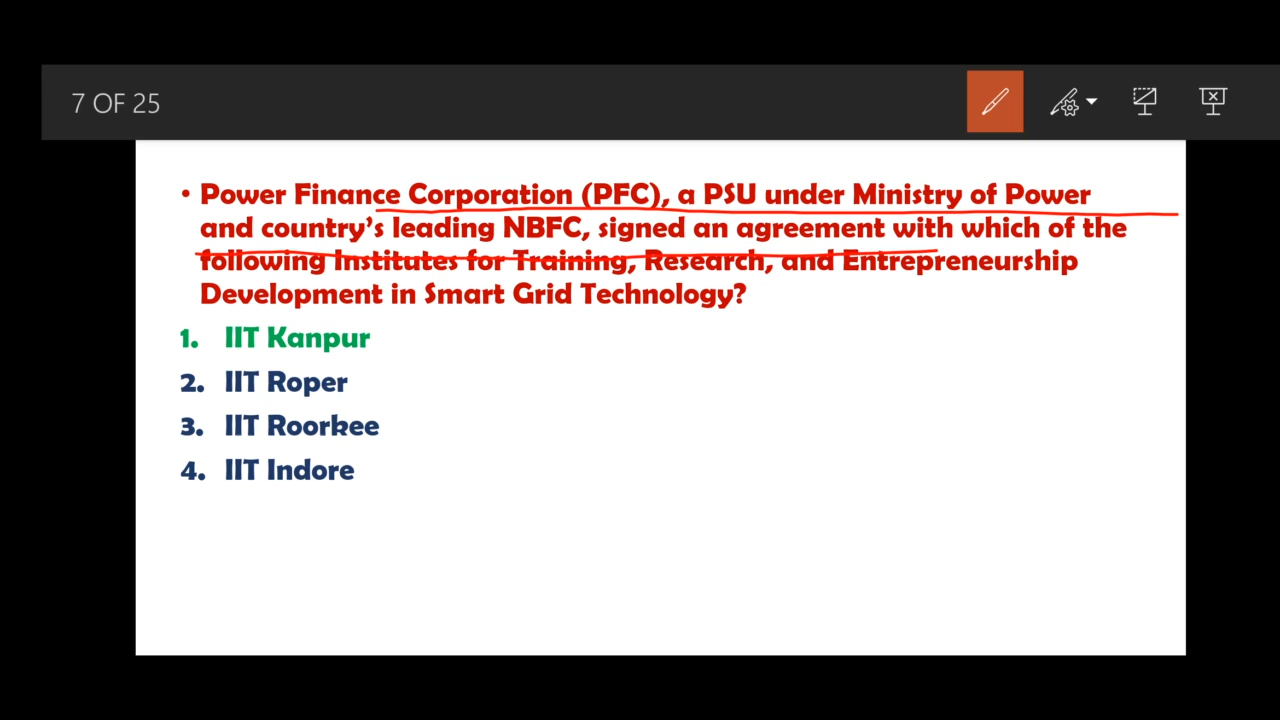 7 OF 25
• Power Finance Corporation (PFC), a PSU under Ministry of Power
and country's leading NBFC, signed an agreement with which of the
following Institutes for Training, Research, and Entrepreneurship
Development in Smart Grid Technology?
1. IIT Kanpur
2. IIT Roper
3. IIT Roorkee
4. IIT Indore